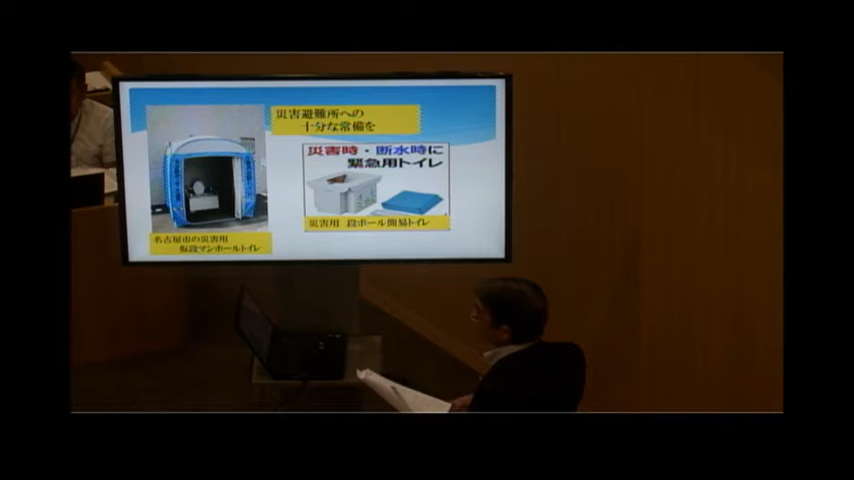 災害避難所への
十分な常備を
災害時・断水時に
緊急用トイレ
災害用 段ボール簡易トイレ
名古屋市の災害用
仮設マンホールトイレ